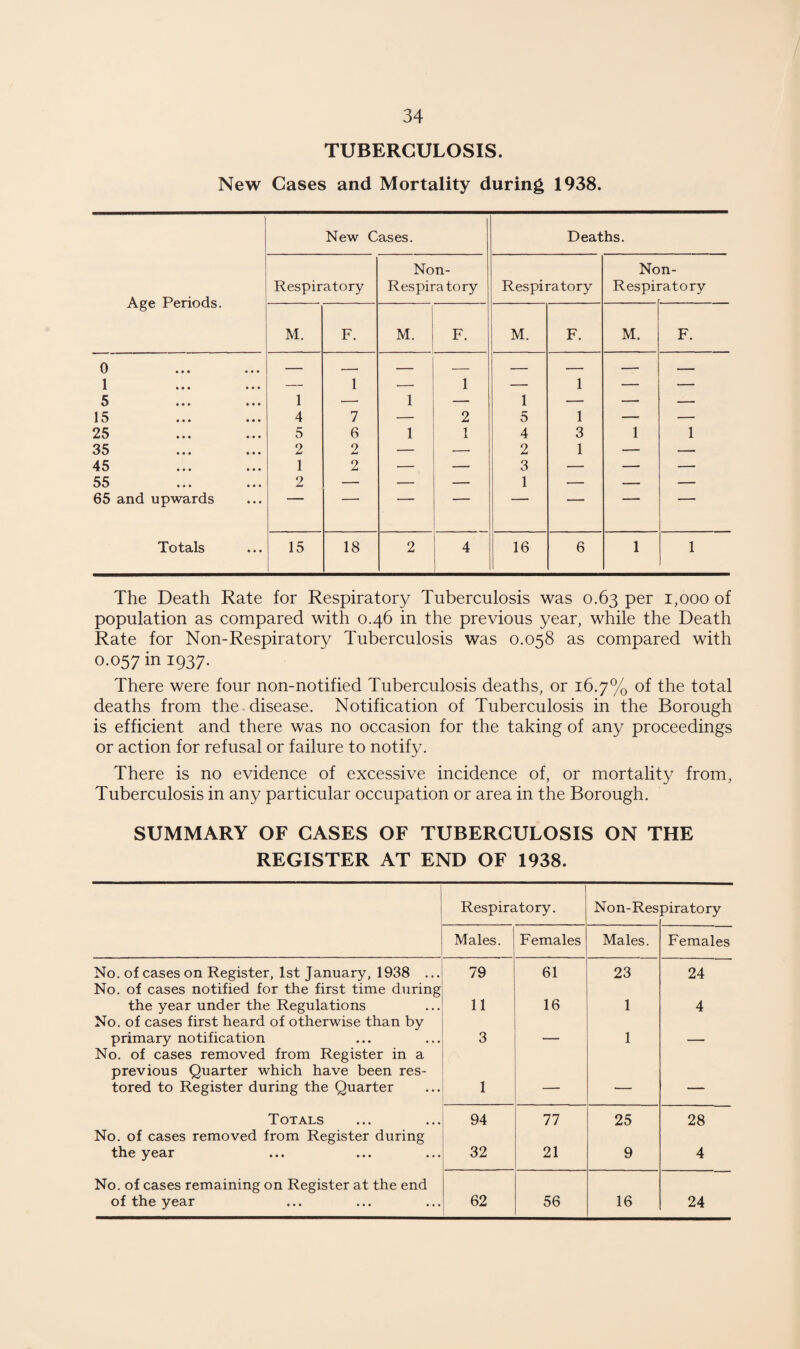 34
TUBERCULOSIS.
New Cases and Mortality during 1938.
Age Periods. New Cases. Deaths.
Respiratory Non-Respiratory Respiratory Non-Respiratory
M. F. M. F. M. F. M. F.
0 ... ... — — — — — — — —
1 ... ... — 1 — 1 — 1 — —
5 ... ... 1 — 1 — 1 — — —
15 ... ... 4 7 — 2 5 1 — —
25 ... ... 5 6 1 1 4 3 1 1
35 ... ... 2 2 — — 2 1 — —
45 ... ... 1 2 — — 3 — — —
55 ... ... 2 — — — 1 — — —
65 and upwards ... — — — — — — — —
Totals ... 15 18 2 4 16 6 1 1
The Death Rate for Respiratory Tuberculosis was 0.63 per 1,000 of
population as compared with 0.46 in the previous year, while the Death
Rate for Non-Respiratory Tuberculosis was 0.058 as compared with
0.057 in 1937.
There were four non-notified Tuberculosis deaths, or 16.7% of the total
deaths from the disease. Notification of Tuberculosis in the Borough
is efficient and there was no occasion for the taking of any proceedings
or action for refusal or failure to notify.
There is no evidence of excessive incidence of, or mortality from,
Tuberculosis in any particular occupation or area in the Borough.
SUMMARY OF CASES OF TUBERCULOSIS ON THE
REGISTER AT END OF 1938.
Respiratory. Non-Respiratory
Males. Females Males. Females
No. of cases on Register, 1st January, 1938 ... 79 61 23 24
No. of cases notified for the first time during
the year under the Regulations ... 11 16 1 4
No. of cases first heard of otherwise than by
primary notification ... ... 3 — 1 —
No. of cases removed from Register in a
previous Quarter which have been res-
tored to Register during the Quarter ... 1 — — —
Totals ... ... 94 77 25 28
No. of cases removed from Register during
the year ... ... ... 32 21 9 4
No. of cases remaining on Register at the end
of the year ... ... ... 62 56 16 24